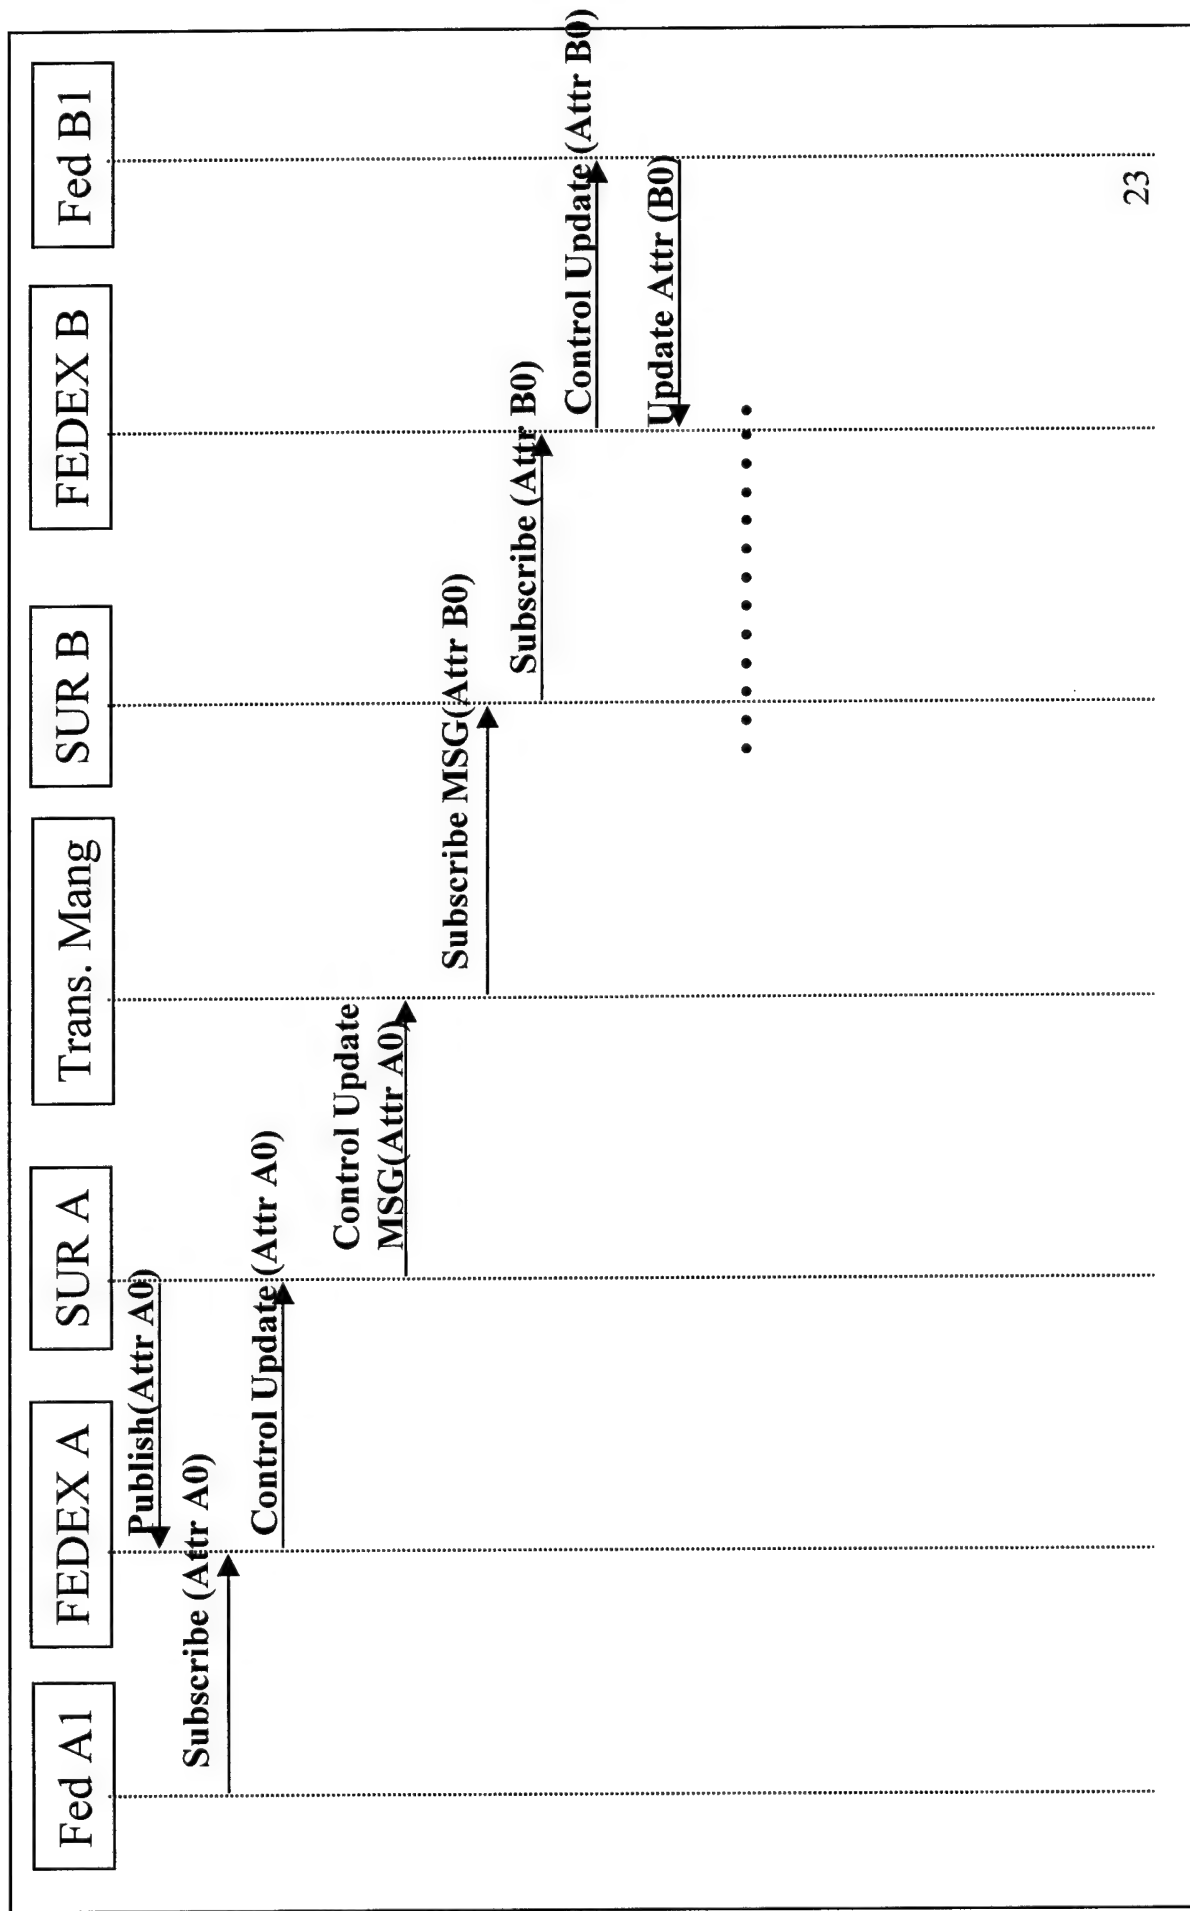 Fed A1
FEDEX A
SUR A
Trans. Mang
SUR B
FEDEX B
Fed B1
Publish(Attr A0)
Subscribe (Attr A0)
Control Update (Attr A0)
Control Update
MSG(Attr A0)
Subscribe MSG(Attr B0)
Subscribe (Attr B0)
Control Update (Attr B0)
Update Attr (B0)
23